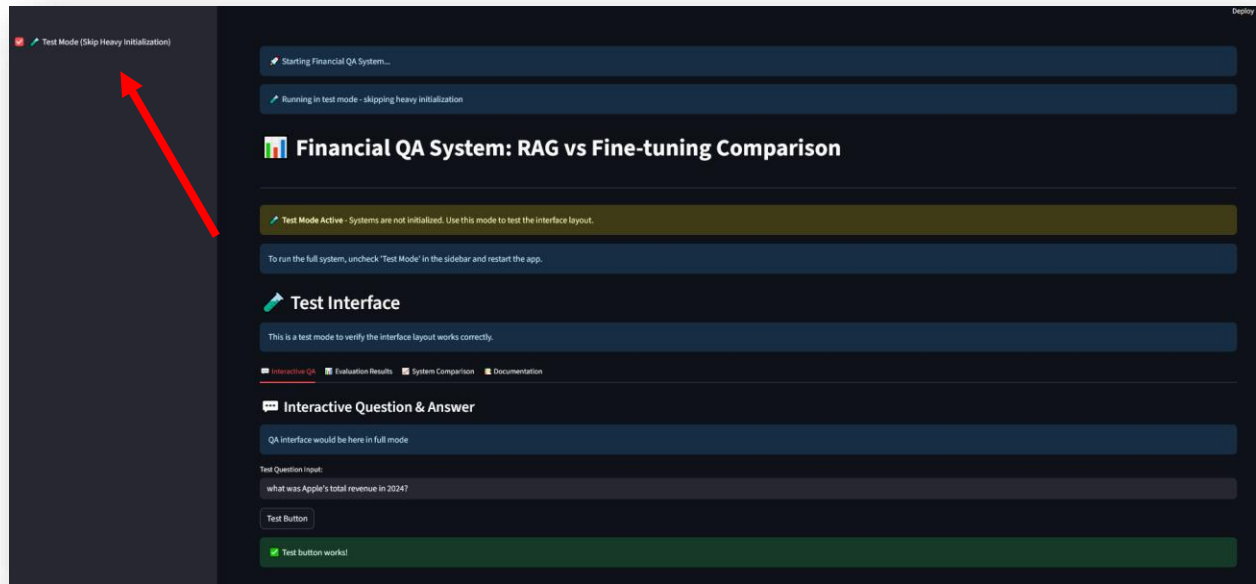 Deploy
Test Mode (Skip Heavy Initialization)
Starting Financial QA System...
Running in test mode - skipping heavy initialization
Financial QA System: RAG vs Fine-tuning Comparison
Test Mode Active - Systems are not initialized. Use this mode to test the interface layout.
To run the full system, uncheck 'Test Mode' in the sidebar and restart the app.
Test Interface
This is a test mode to verify the interface layout works correctly.
Interactive QA Evaluation Results System Comparison Documentation
Interactive Question & Answer
QA interface would be here in full mode
Test Question Input:
what was Apple's total revenue in 2024?
Test Button
Test button works!